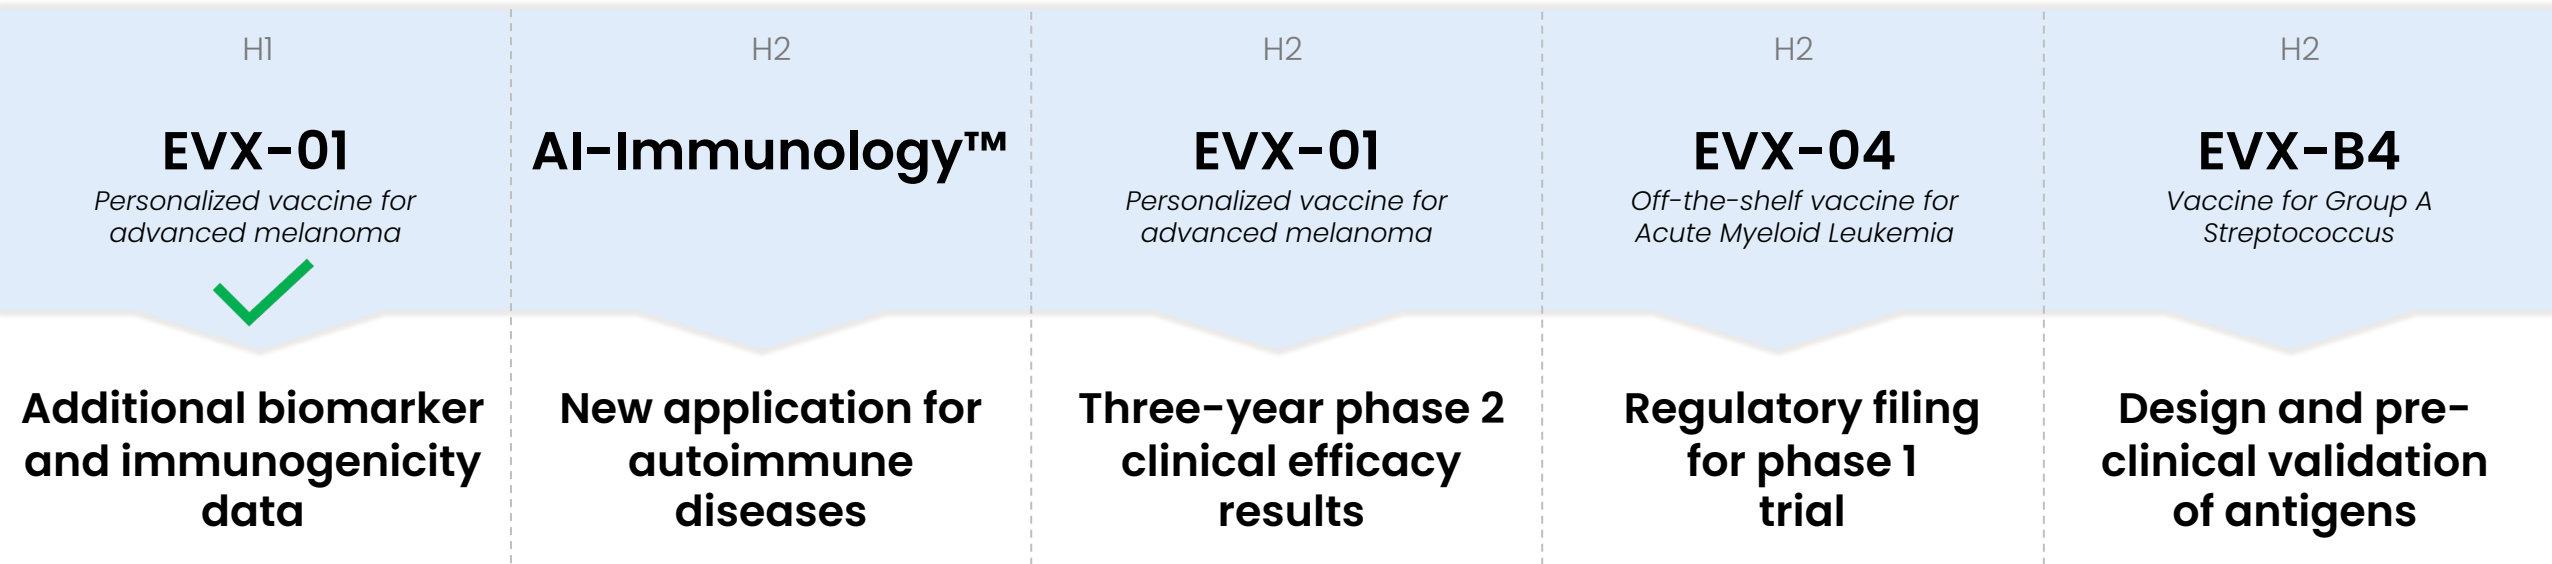 H1
EVX-01
Personalized vaccine for
advanced melanoma
Additional biomarker
and immunogenicity
data
H2
AI-Immunology™
New application for
autoimmune
diseases
H2
EVX-01
Personalized vaccine for
advanced melanoma
Three-year phase 2
clinical efficacy
results
H2
EVX-04
Off-the-shelf vaccine for
Acute Myeloid Leukemia
Regulatory filing
for phase 1
trial
H2
EVX-B4
Vaccine for Group A
Streptococcus
Design and pre-
clinical validation
of antigens